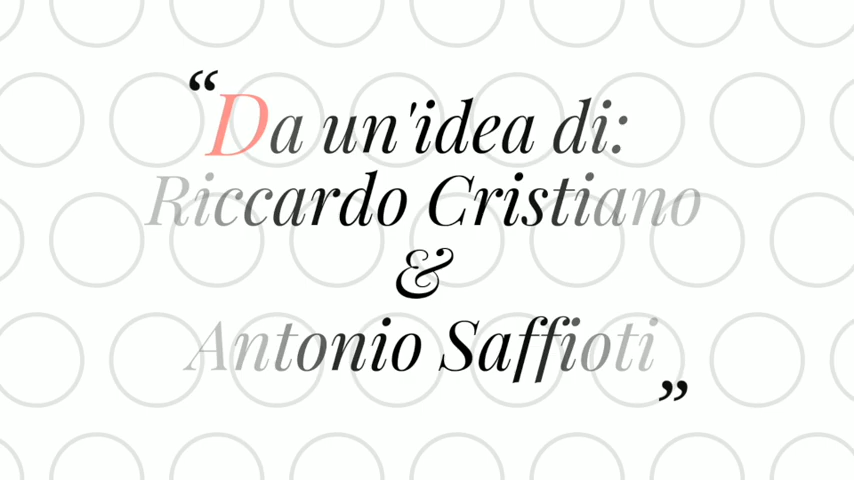 “Da un'idea di:
Riccardo Cristiano
&
Antonio Saffioti”